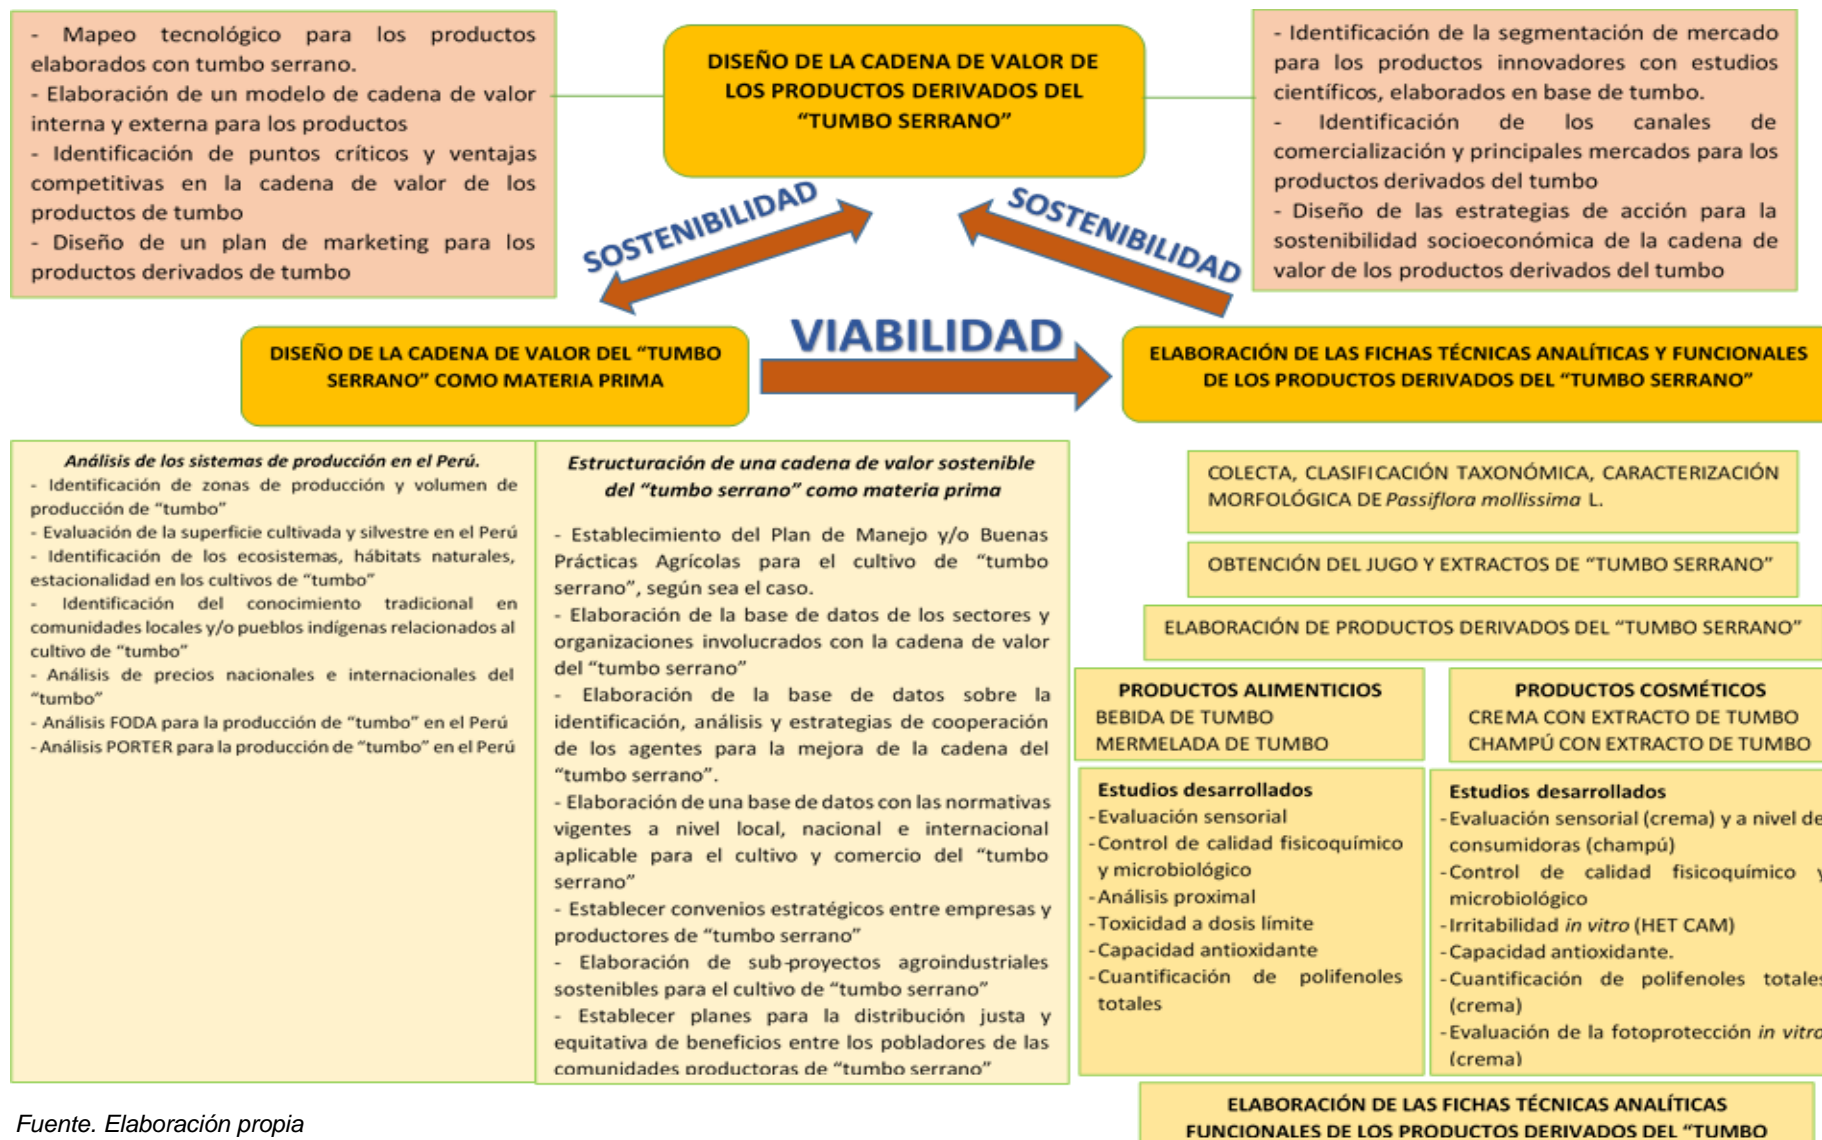 - Mapeo tecnológico para los productos
elaborados con tumbo serrano.
- Elaboración de un modelo de cadena de valor
interna y externa para los productos
- Identificación de puntos críticos y ventajas
competitivas en la cadena de valor de los
productos de tumbo
- Diseño de un plan de marketing para los
productos derivados de tumbo
DISEÑO DE LA CADENA DE VALOR DE
LOS PRODUCTOS DERIVADOS DEL
“TUMBO SERRANO”
- Identificación de la segmentación de mercado
para los productos innovadores con estudios
científicos, elaborados en base de tumbo.
- Identificación de los canales de
comercialización y principales mercados para los
productos derivados del tumbo
- Diseño de las estrategias de acción para la
sostenibilidad socioeconómica de la cadena de
valor de los productos derivados del tumbo
SOSTENIBILIDAD
SOSTENIBILIDAD
VIABILIDAD
DISEÑO DE LA CADENA DE VALOR DEL “TUMBO
SERRANO” COMO MATERIA PRIMA
ELABORACIÓN DE LAS FICHAS TÉCNICAS ANALÍTICAS Y FUNCIONALES
DE LOS PRODUCTOS DERIVADOS DEL “TUMBO SERRANO”
Análisis de los sistemas de producción en el Perú.
- Identificación de zonas de producción y volumen de
producción de “tumbo”
- Evaluación de la superficie cultivada y silvestre en el Perú
- Identificación de los ecosistemas, hábitats naturales,
estacionalidad en los cultivos de “tumbo”
- Identificación del conocimiento tradicional en
comunidades locales y/o pueblos indígenas relacionados al
cultivo de “tumbo”
- Análisis de precios nacionales e internacionales del
“tumbo”
- Análisis FODA para la producción de “tumbo” en el Perú
- Análisis PORTER para la producción de “tumbo” en el Perú
Estructuración de una cadena de valor sostenible
del “tumbo serrano” como materia prima
- Establecimiento del Plan de Manejo y/o Buenas
Prácticas Agrícolas para el cultivo de “tumbo
serrano”, según sea el caso.
- Elaboración de la base de datos de los sectores y
organizaciones involucrados con la cadena de valor
del “tumbo serrano”
- Elaboración de la base de datos sobre la
identificación, análisis y estrategias de cooperación
de los agentes para la mejora de la cadena del
“tumbo serrano”.
- Elaboración de una base de datos con las normativas
vigentes a nivel local, nacional e internacional
aplicable para el cultivo y comercio del “tumbo
serrano”
- Establecer convenios estratégicos entre empresas y
productores de “tumbo serrano”
- Elaboración de sub-proyectos agroindustriales
sostenibles para el cultivo de “tumbo serrano”
- Establecer planes para la distribución justa y
equitativa de beneficios entre los pobladores de las
comunidades productoras de “tumbo serrano”
COLECTA, CLASIFICACIÓN TAXONÓMICA, CARACTERIZACIÓN
MORFOLÓGICA DE Passiflora mollissima L.
OBTENCIÓN DEL JUGO Y EXTRACTOS DE “TUMBO SERRANO”
ELABORACIÓN DE PRODUCTOS DERIVADOS DEL “TUMBO SERRANO”
PRODUCTOS ALIMENTICIOS
BEBIDA DE TUMBO
MERMELADA DE TUMBO
PRODUCTOS COSMÉTICOS
CREMA CON EXTRACTO DE TUMBO
CHAMPÚ CON EXTRACTO DE TUMBO
Estudios desarrollados
- Evaluación sensorial
- Control de calidad fisicoquímico
y microbiológico
- Análisis proximal
- Toxicidad a dosis límite
- Capacidad antioxidante
- Cuantificación de polifenoles
totales
Estudios desarrollados
- Evaluación sensorial (crema) y a nivel de
consumidoras (champú)
- Control de calidad fisicoquímico y
microbiológico
- Irritabilidad in vitro (HET CAM)
- Capacidad antioxidante.
- Cuantificación de polifenoles totales
(crema)
- Evaluación de la fotoprotección in vitro
(crema)
ELABORACIÓN DE LAS FICHAS TÉCNICAS ANALÍTICAS
FUNCIONALES DE LOS PRODUCTOS DERIVADOS DEL “TUMBO
Fuente. Elaboración propia